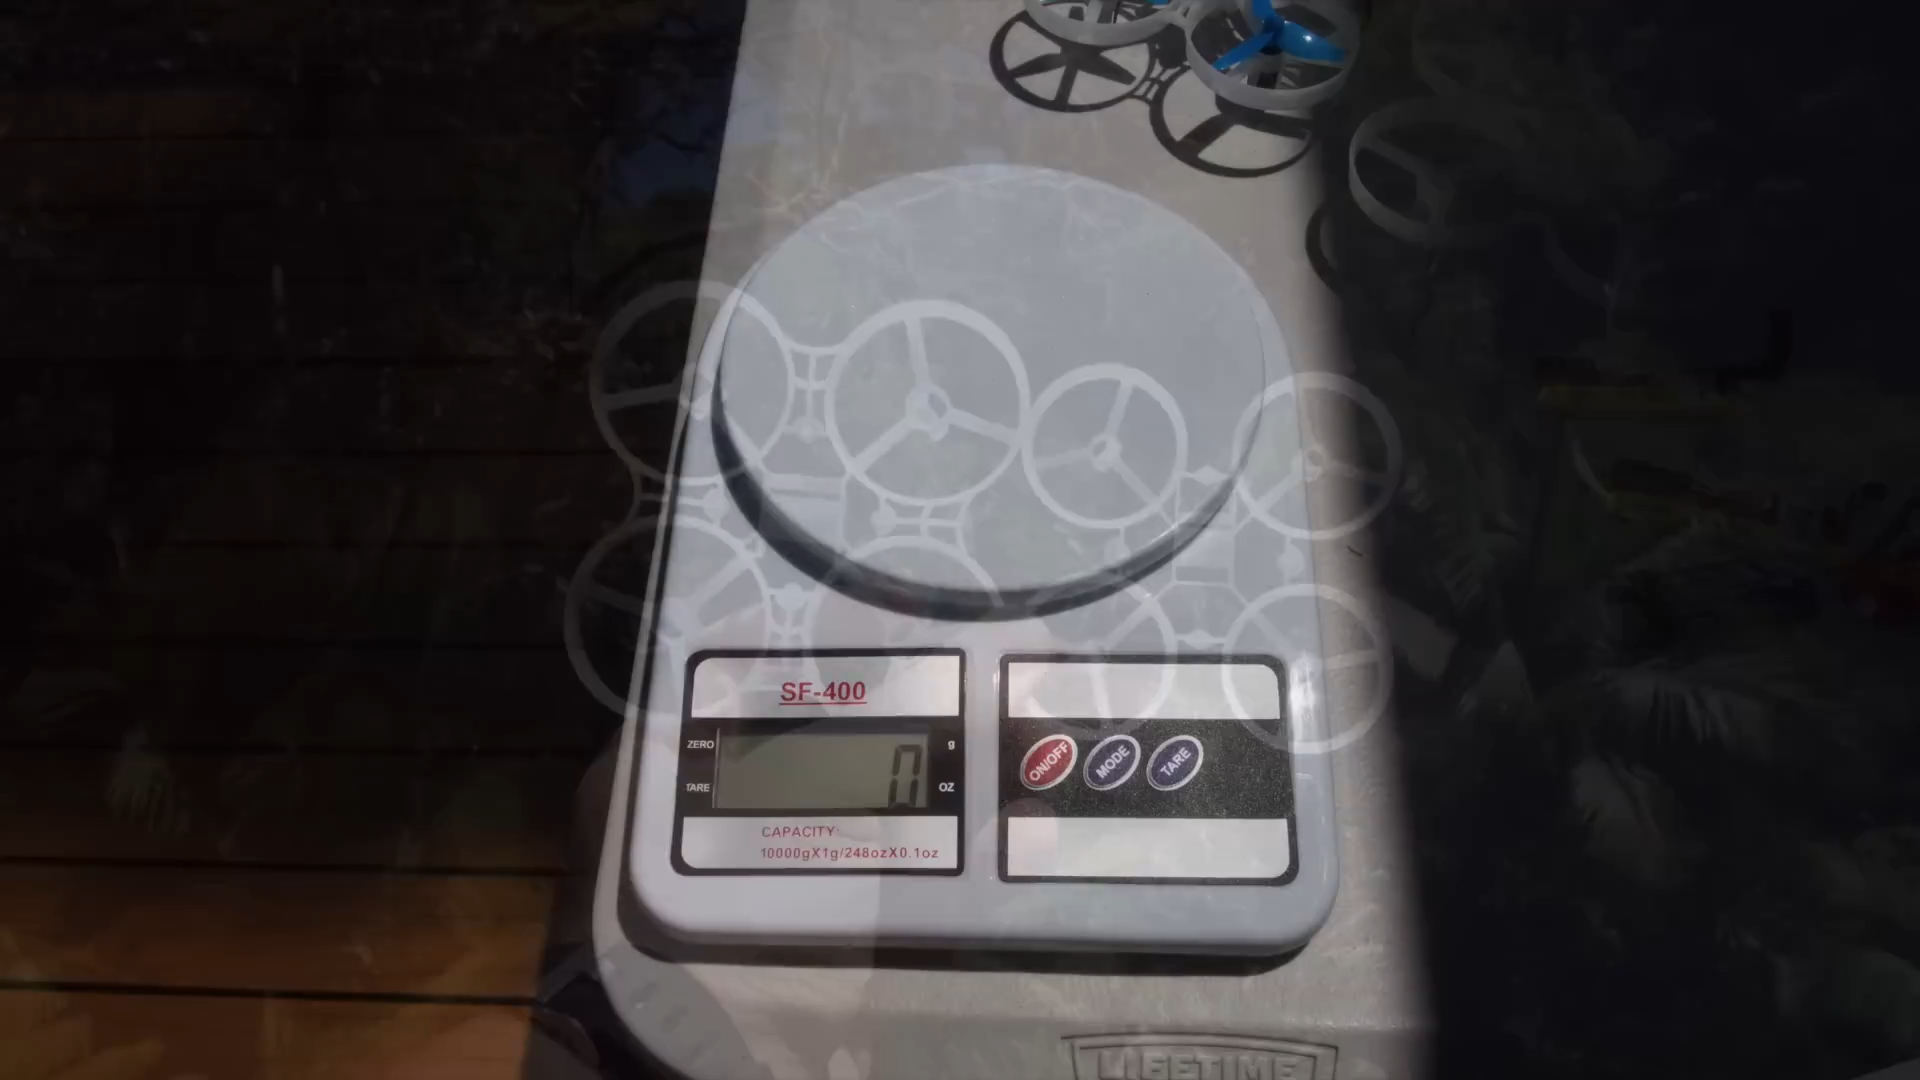 SF-400
ZERO
g
0
TARE
OZ
CAPACITY:
10000gX1g/248ozX0.1oz
ON/OFF
MODE
TARE
LIFETIME